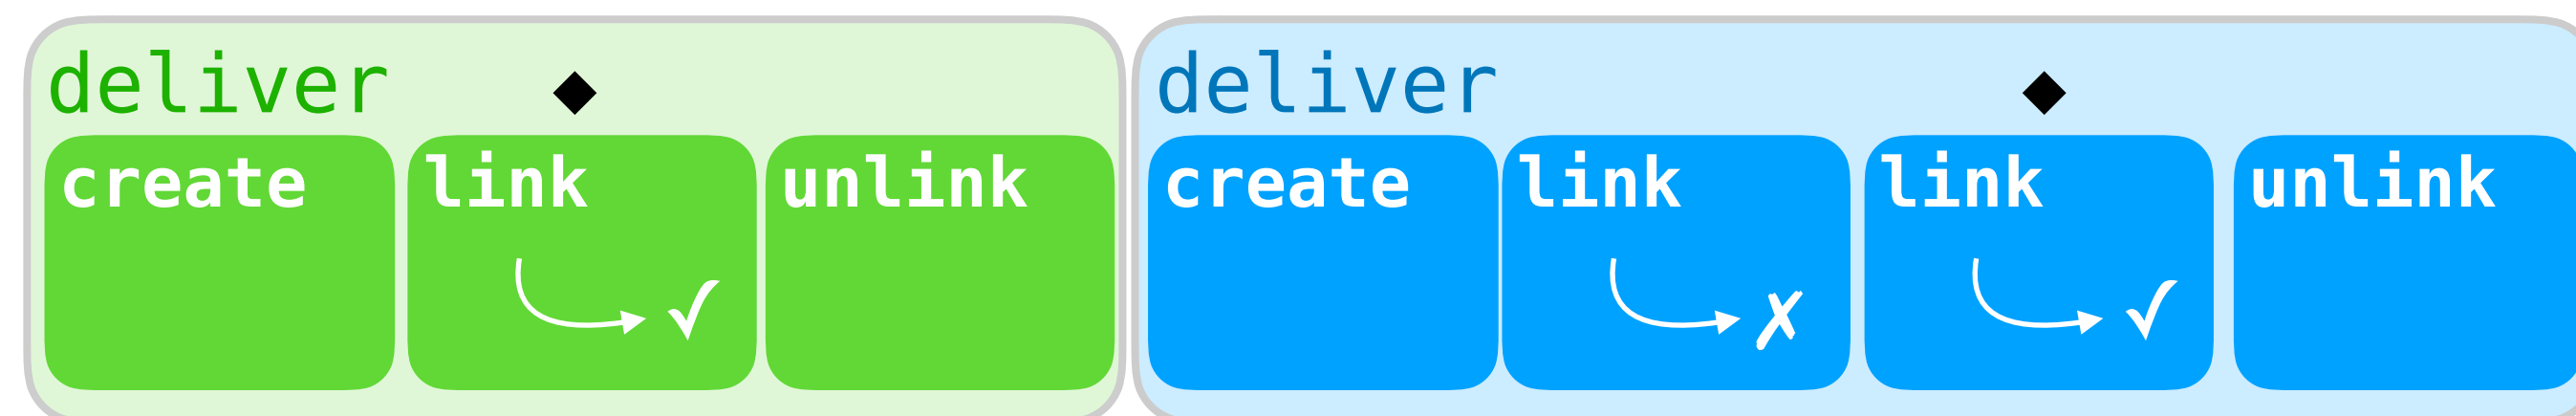 deliver ◆
create link unlink
✓
deliver ◆
create link link unlink
✗ ✓